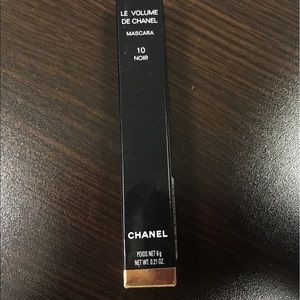 LE VOLUME
DE CHANEL
MASCARA
10
NOIR
CHANEL
POIDS NET 6g
NET WT. 0.21 OZ.